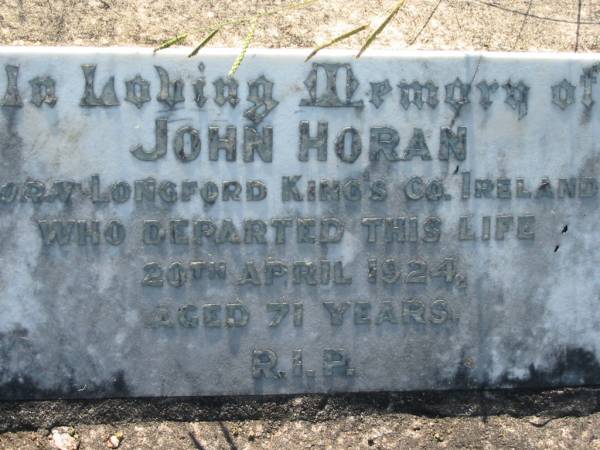 In Loving Memory of
JOHN HORAN
LONGFORD KING'S CO. IRELAND
WHO DEPARTED THIS LIFE
20TH APRIL 1924,
AGED 71 YEARS.
R.I.P.